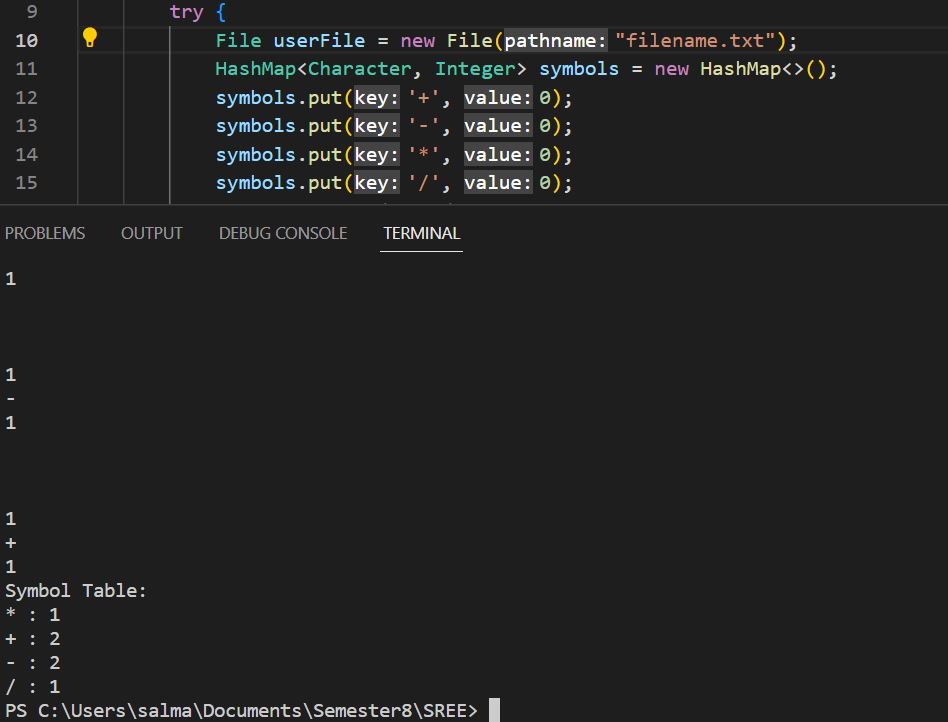 9 try {
10 File userFile = new File(pathname: "filename.txt");
11 HashMap<Character, Integer> symbols = new HashMap<>();
12 symbols.put(key: '+', value: 0);
13 symbols.put(key: '-', value: 0);
14 symbols.put(key: '*', value: 0);
15 symbols.put(key: '/', value: 0);
PROBLEMS OUTPUT DEBUG CONSOLE TERMINAL
1
1
-
1
1
+
1
Symbol Table:
* : 1
+ : 2
- : 2
/ : 1
PS C:\Users\salma\Documents\Semester8\SREE>